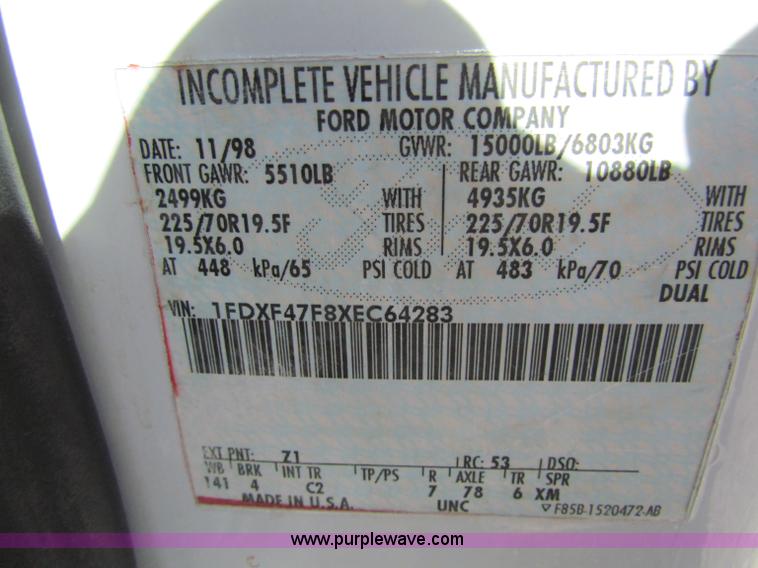 INCOMPLETE VEHICLE MANUFACTURED BY
FORD MOTOR COMPANY
DATE: 11/98 GVWR: 15000LB/6803KG
FRONT GAWR: 5510LB REAR GAWR: 10880LB
2499KG WITH 4935KG WITH
225/70R19.5F TIRES 225/70R19.5F TIRES
19.5X6.0 RIMS 19.5X6.0 RIMS
AT 448 kPa/65 PSI COLD AT 483 kPa/70 PSI COLD
DUAL
VIN: 1FDXF47F8XEC64283
EXT PNT: Z1 RC: 53 DSO:
WB BRK INT TR TP/PS R AXLE TR SPR
141 4 C2 7 78 6 XM
MADE IN U.S.A. UNC F85B-1520472-AB
www.purplewave.com